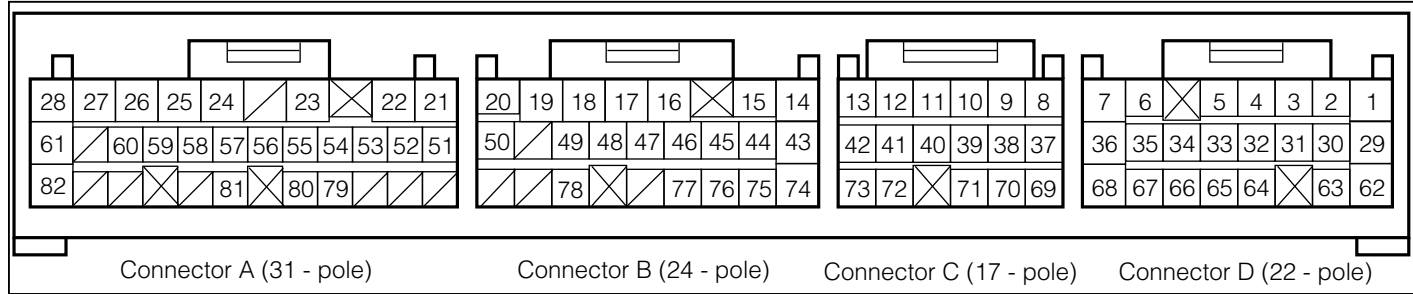 28 27 26 25 24 23 22 21 20 19 18 17 16 15 14 13 12 11 10 9 8 7 6 5 4 3 2 1
61 60 59 58 57 56 55 54 53 52 51 50 49 48 47 46 45 44 43 42 41 40 39 38 37 36 35 34 33 32 31 30 29
82 81 80 79 78 77 76 75 74 73 72 71 70 69 68 67 66 65 64 63 62
Connector A (31 - pole) Connector B (24 - pole) Connector C (17 - pole) Connector D (22 - pole)